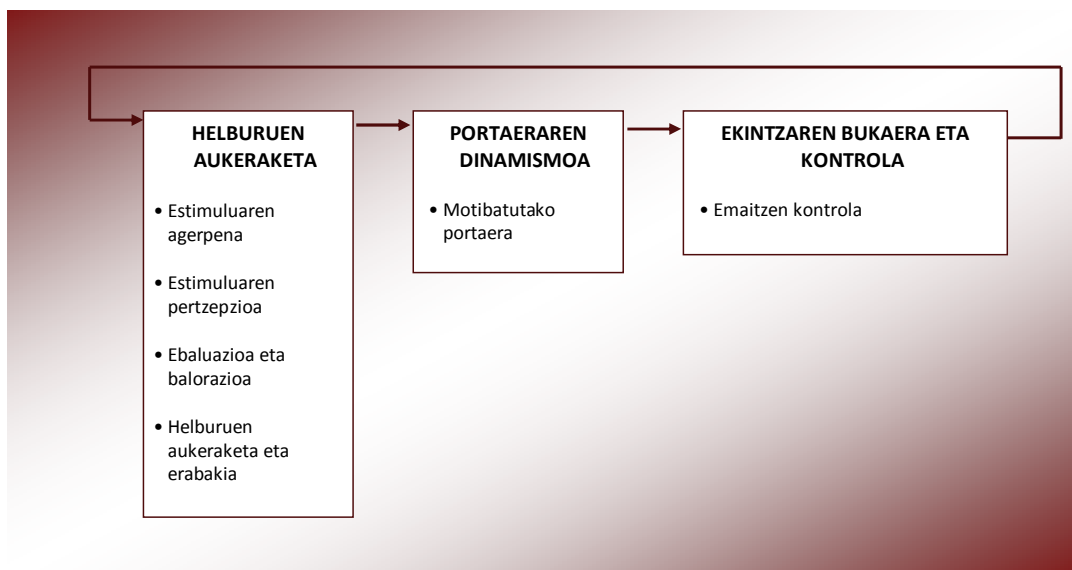 HELBURUEN
AUKERAKETA
• Estimuluaren
agerpena
• Estimuluaren
pertzepzioa
• Ebaluazioa eta
balorazioa
• Helburuen
aukeraketa eta
erabakia
PORTAERAREN
DINAMISMOA
• Motibatutako
portaera
EKINTZAREN BUKAERA ETA
KONTROLA
• Emaitzen kontrola